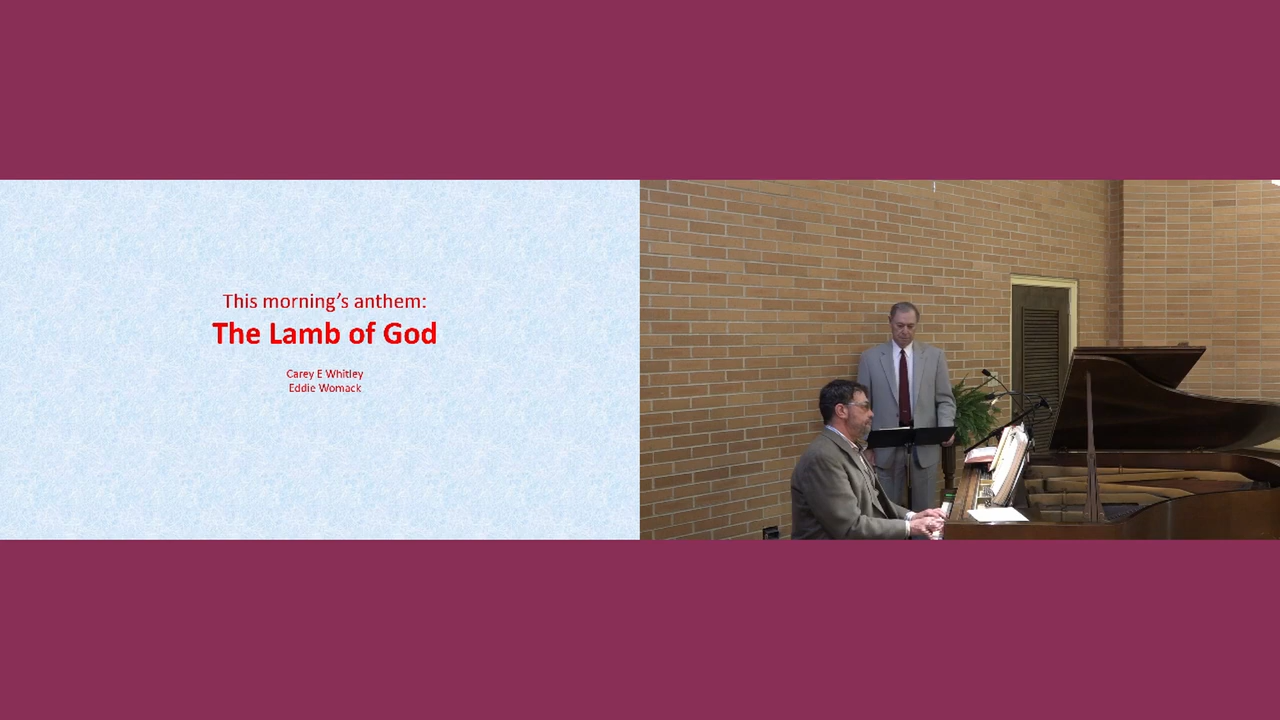 This morning’s anthem:
The Lamb of God
Carey E Whitley
Eddie Womack